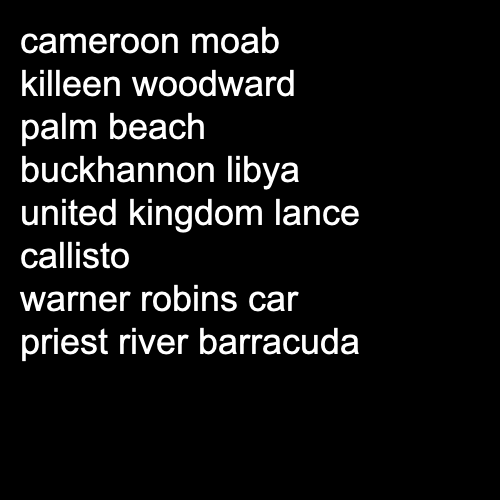 cameroon moab
killeen woodward
palm beach
buckhannon libya
united kingdom lance
callisto
warner robins car
priest river barracuda